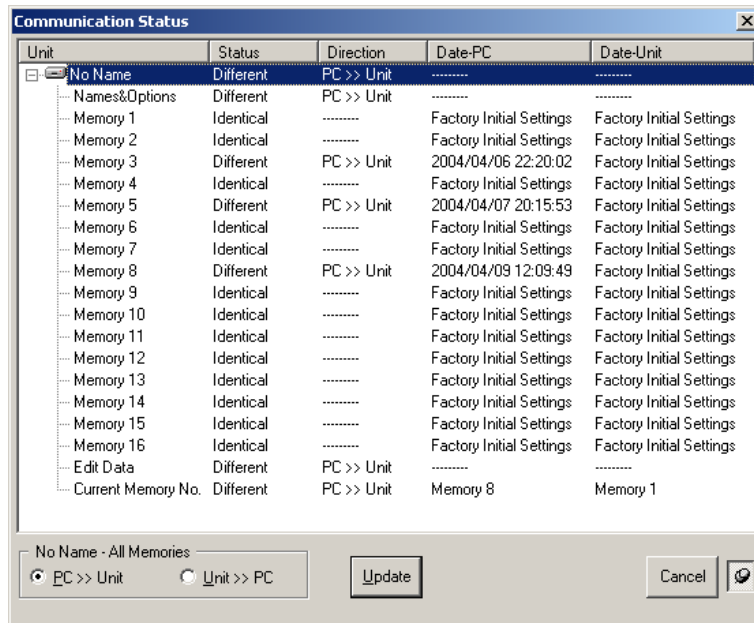 Communication Status
Unit Status Direction Date-PC Date-Unit
No Name Different PC >> Unit --------- ---------
Names&Options Different PC >> Unit --------- ---------
Memory 1 Identical --------- Factory Initial Settings Factory Initial Settings
Memory 2 Identical --------- Factory Initial Settings Factory Initial Settings
Memory 3 Different PC >> Unit 2004/04/06 22:20:02 Factory Initial Settings
Memory 4 Identical --------- Factory Initial Settings Factory Initial Settings
Memory 5 Different PC >> Unit 2004/04/07 20:15:53 Factory Initial Settings
Memory 6 Identical --------- Factory Initial Settings Factory Initial Settings
Memory 7 Identical --------- Factory Initial Settings Factory Initial Settings
Memory 8 Different PC >> Unit 2004/04/09 12:09:49 Factory Initial Settings
Memory 9 Identical --------- Factory Initial Settings Factory Initial Settings
Memory 10 Identical --------- Factory Initial Settings Factory Initial Settings
Memory 11 Identical --------- Factory Initial Settings Factory Initial Settings
Memory 12 Identical --------- Factory Initial Settings Factory Initial Settings
Memory 13 Identical --------- Factory Initial Settings Factory Initial Settings
Memory 14 Identical --------- Factory Initial Settings Factory Initial Settings
Memory 15 Identical --------- Factory Initial Settings Factory Initial Settings
Memory 16 Identical --------- Factory Initial Settings Factory Initial Settings
Edit Data Different PC >> Unit --------- ---------
Current Memory No. Different PC >> Unit Memory 8 Memory 1
No Name - All Memories
PC >> Unit Unit >> PC Update Cancel